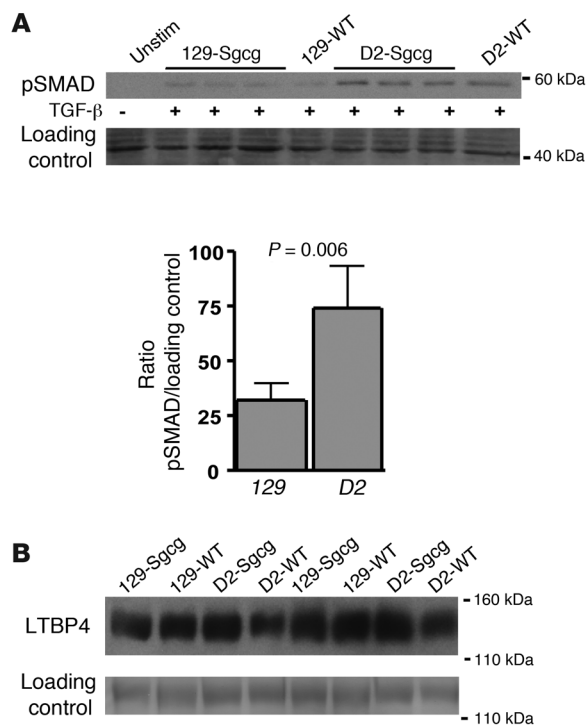 A
Unstim 129-Sgcg 129-WT D2-Sgcg D2-WT
pSMAD 60 kDa
TGF-β - + + + + + + + +
Loading control 40 kDa
100
75
50
25
0
P = 0.006
Ratio
pSMAD/loading control
129 D2
B
129-Sgcg 129-WT D2-Sgcg D2-WT 129-Sgcg 129-WT D2-Sgcg D2-WT
LTBP4 160 kDa
110 kDa
Loading control 110 kDa